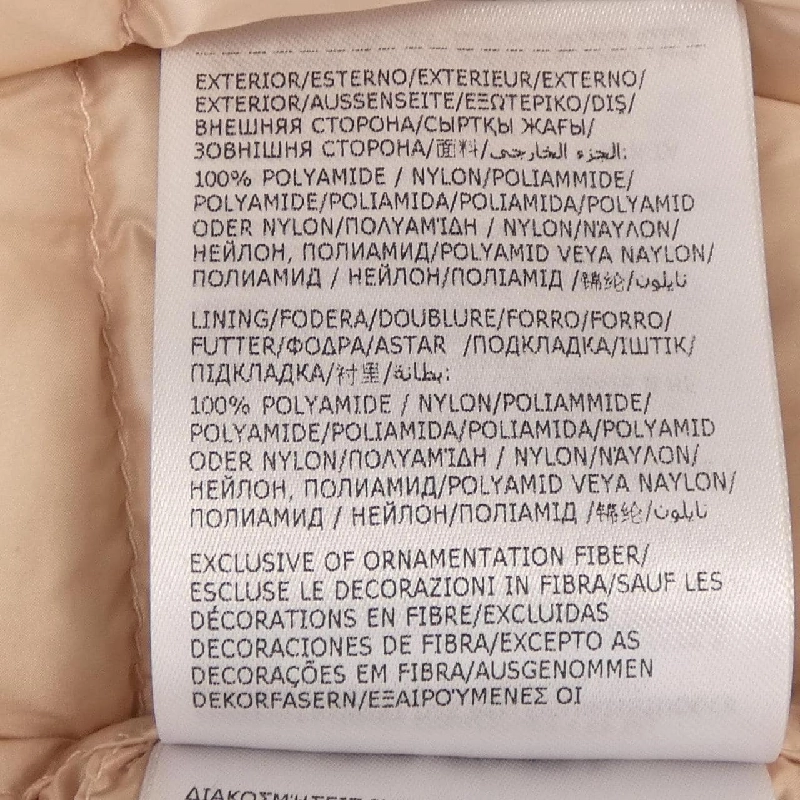 EXTERIOR/ESTERNO/EXTERIEUR/EXTERNO/
EXTERIOR/AUSSENSEITE/ΕΞΩΤΕΡΙΚΟ/DIŞ/
ВНЕШНЯЯ СТОРОНА/СЫРТҚЫ ЖАҒЫ/
ЗОВНІШНЯ СТОРОНА/面料/الجزء الخارجي:
100% POLYAMIDE / NYLON/POLIAMMIDE/
POLYAMIDE/POLIAMIDA/POLIAMIDA/POLYAMID
ODER NYLON/ΠΟΛΥΑΜΊΔΗ / NYLON/ΝΆΥΛΟΝ/
НЕЙЛОН, ПОЛИАМИД/POLYAMID VEYA NAYLON/
ПОЛИАМИД / НЕЙЛОН/ПОЛІАМІД /锦纶/نايلون
LINING/FODERA/DOUBLURE/FORRO/FORRO/
FUTTER/ΦΟΔΡΑ/ASTAR /ПОДКЛАДКА/ІШТІК/
ПІДКЛАДКА/衬里/بطانة:
100% POLYAMIDE / NYLON/POLIAMMIDE/
POLYAMIDE/POLIAMIDA/POLIAMIDA/POLYAMID
ODER NYLON/ΠΟΛΥΑΜΊΔΗ / NYLON/ΝΆΥΛΟΝ/
НЕЙЛОН, ПОЛИАМИД/POLYAMID VEYA NAYLON/
ПОЛИАМИД / НЕЙЛОН/ПОЛІАМІД /锦纶/نايلون
EXCLUSIVE OF ORNAMENTATION FIBER/
ESCLUSE LE DECORAZIONI IN FIBRA/SAUF LES
DÉCORATIONS EN FIBRE/EXCLUIDAS
DECORACIONES DE FIBRA/EXCEPTO AS
DECORAÇÕES EM FIBRA/AUSGENOMMEN
DEKORFASERN/ΕΞΑΙΡΟΎΜΕΝΕΣ ΟΙ